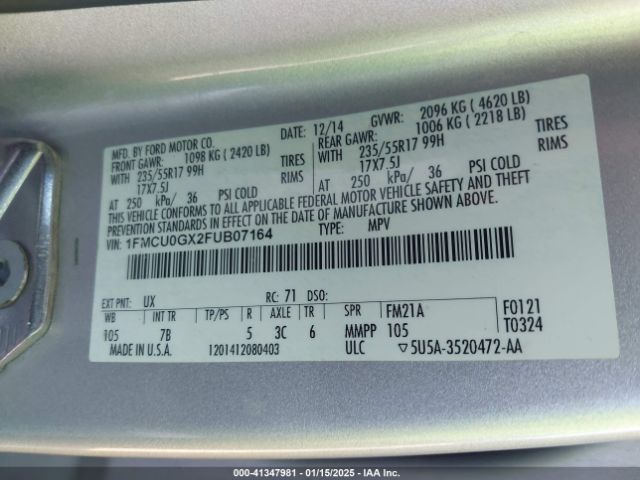 MFD. BY FORD MOTOR CO. DATE: 12/14 GVWR: 2096 KG ( 4620 LB)
FRONT GAWR: 1098 KG ( 2420 LB) REAR GAWR: 1006 KG ( 2218 LB)
WITH 235/55R17 99H TIRES WITH 235/55R17 99H TIRES
17X7.5J RIMS 17X7.5J RIMS
AT 250 kPa/ 36 PSI COLD AT 250 kPa/ 36 PSI COLD
THIS VEHICLE CONFORMS TO ALL APPLICABLE FEDERAL MOTOR VEHICLE SAFETY AND THEFT
PREVENTION STANDARDS IN EFFECT ON THE DATE OF MANUFACTURE SHOWN ABOVE.
VIN: 1FMCU0GX2FUB07164 TYPE: MPV
EXT PNT: UX RC: 71 DSO:
WB INT TR TP/PS R AXLE TR SPR FM21A F0121
105 7B 5 3C 6 MMPP 105 T0324
MADE IN U.S.A. 1201412080403 ULC ▽5U5A-3520472-AA
COPART: 41347981 - 01/15/2025 - IAA Inc.